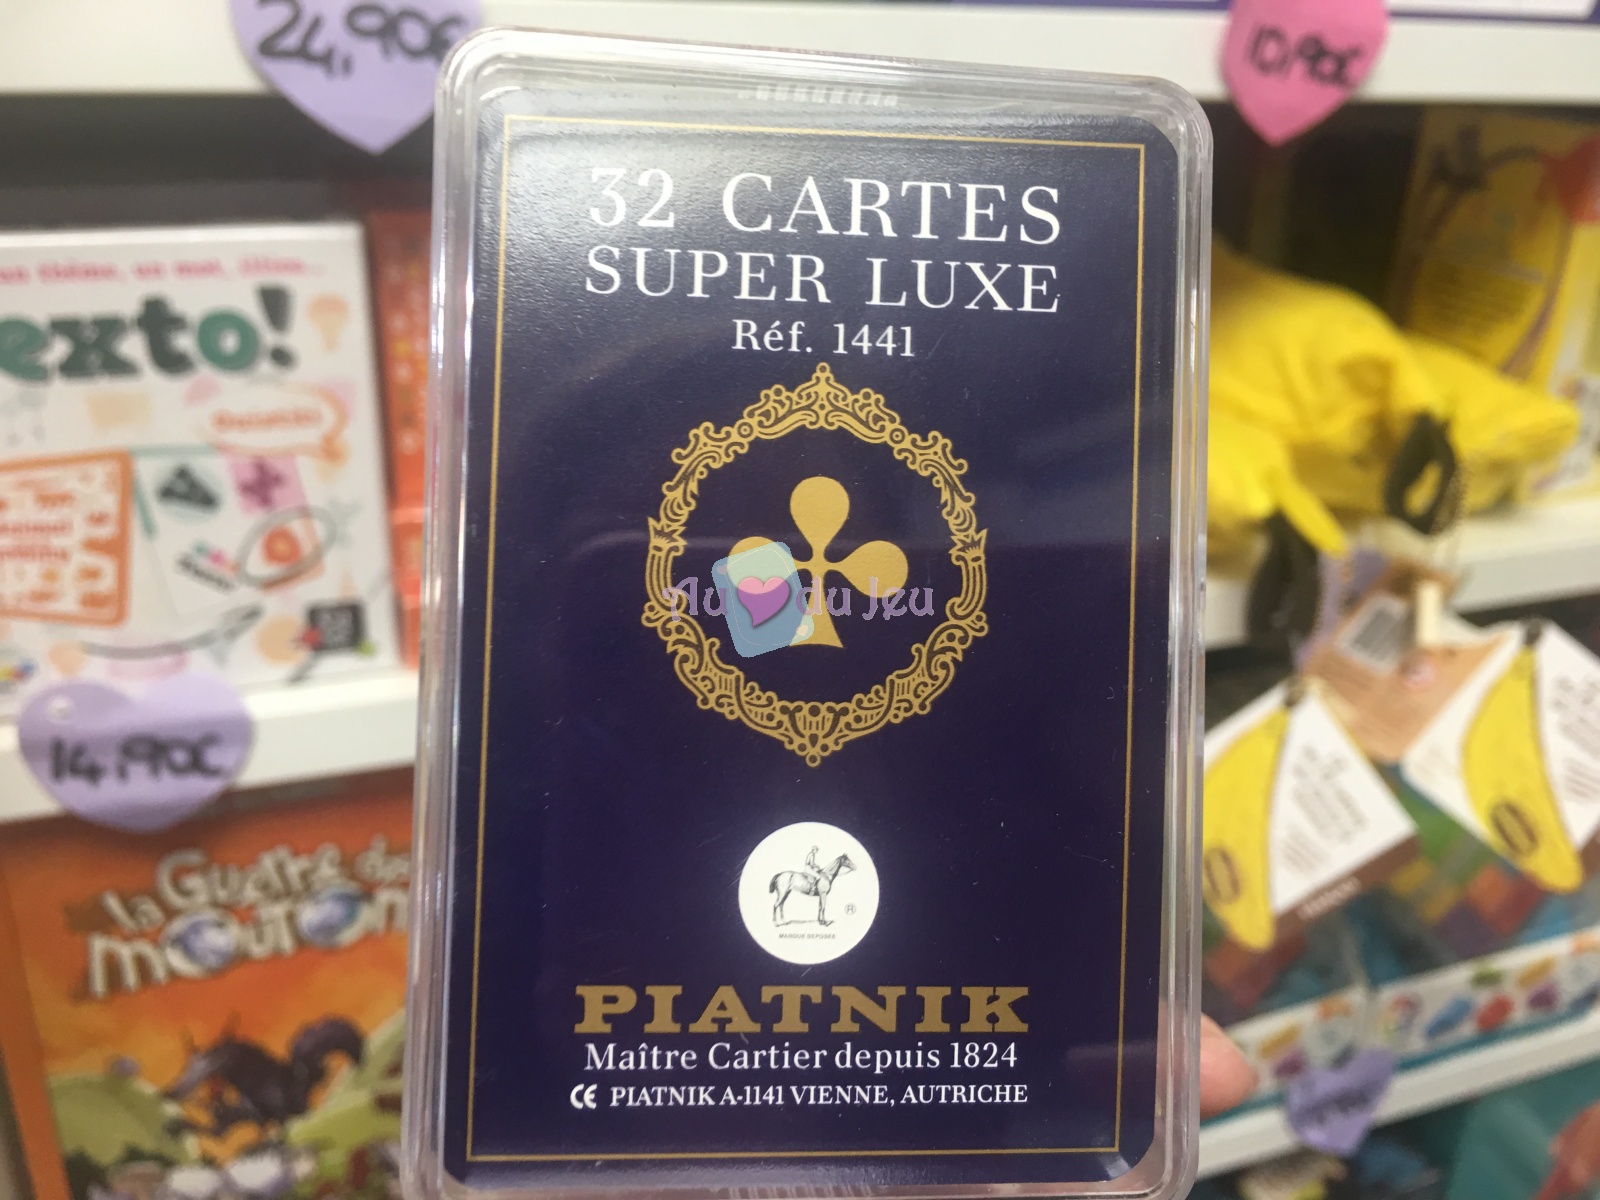 24,90€
10,90€
32 CARTES
SUPER LUXE
Réf. 1441
exto!
Au du Jeu
14,90€
la Guerre des
mouton
MARQUE DEPOSEE
®
PIATNIK
Maître Cartier depuis 1824
CE PIATNIK A-1141 VIENNE, AUTRICHE